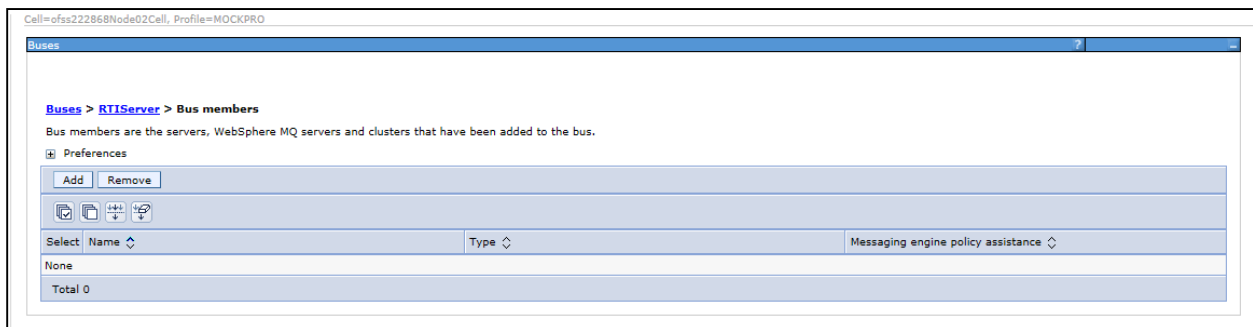 Cell=ofss222868Node02Cell, Profile=MOCKPRO
Buses ? -
Buses > RTIServer > Bus members
Bus members are the servers, WebSphere MQ servers and clusters that have been added to the bus.
+ Preferences
Add Remove
Select Name Type Messaging engine policy assistance
None
Total 0